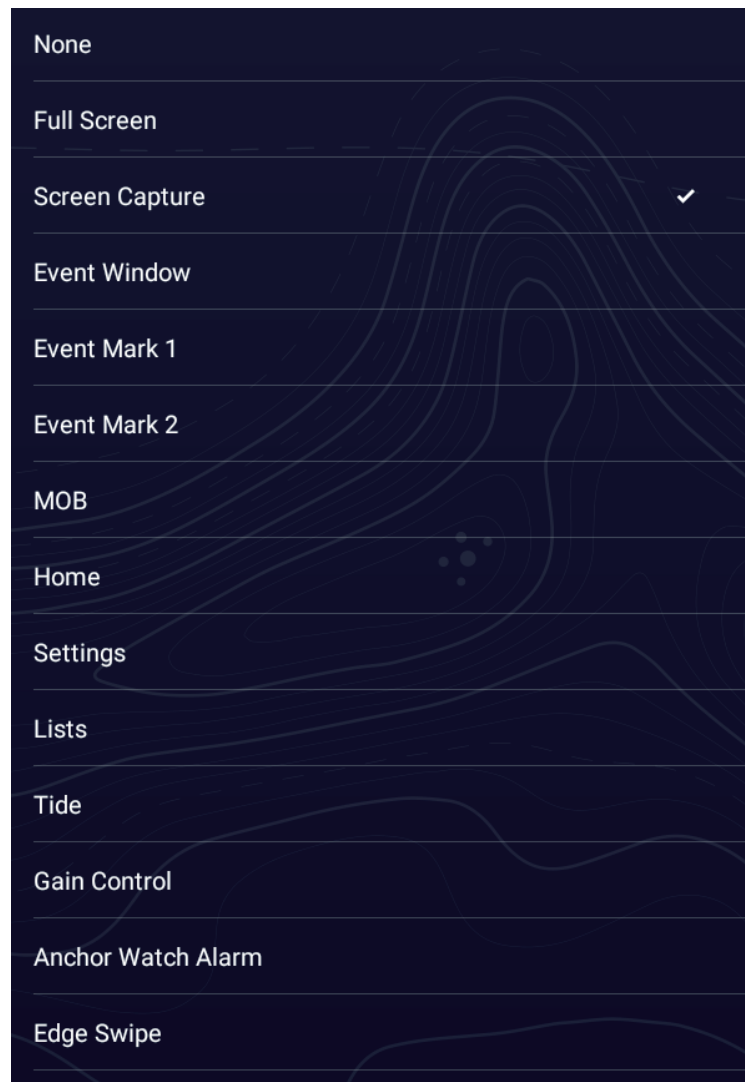 None
Full Screen
Screen Capture
Event Window
Event Mark 1
Event Mark 2
MOB
Home
Settings
Lists
Tide
Gain Control
Anchor Watch Alarm
Edge Swipe